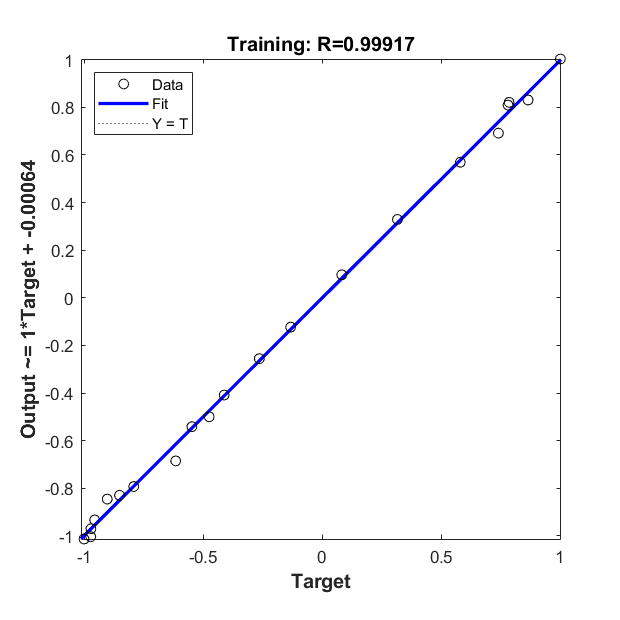 Training: R=0.99917
Data
Fit
Y = T
Output ~= 1*Target + -0.00064
1
0.8
0.6
0.4
0.2
0
-0.2
-0.4
-0.6
-0.8
-1
-1 -0.5 0 0.5 1
Target